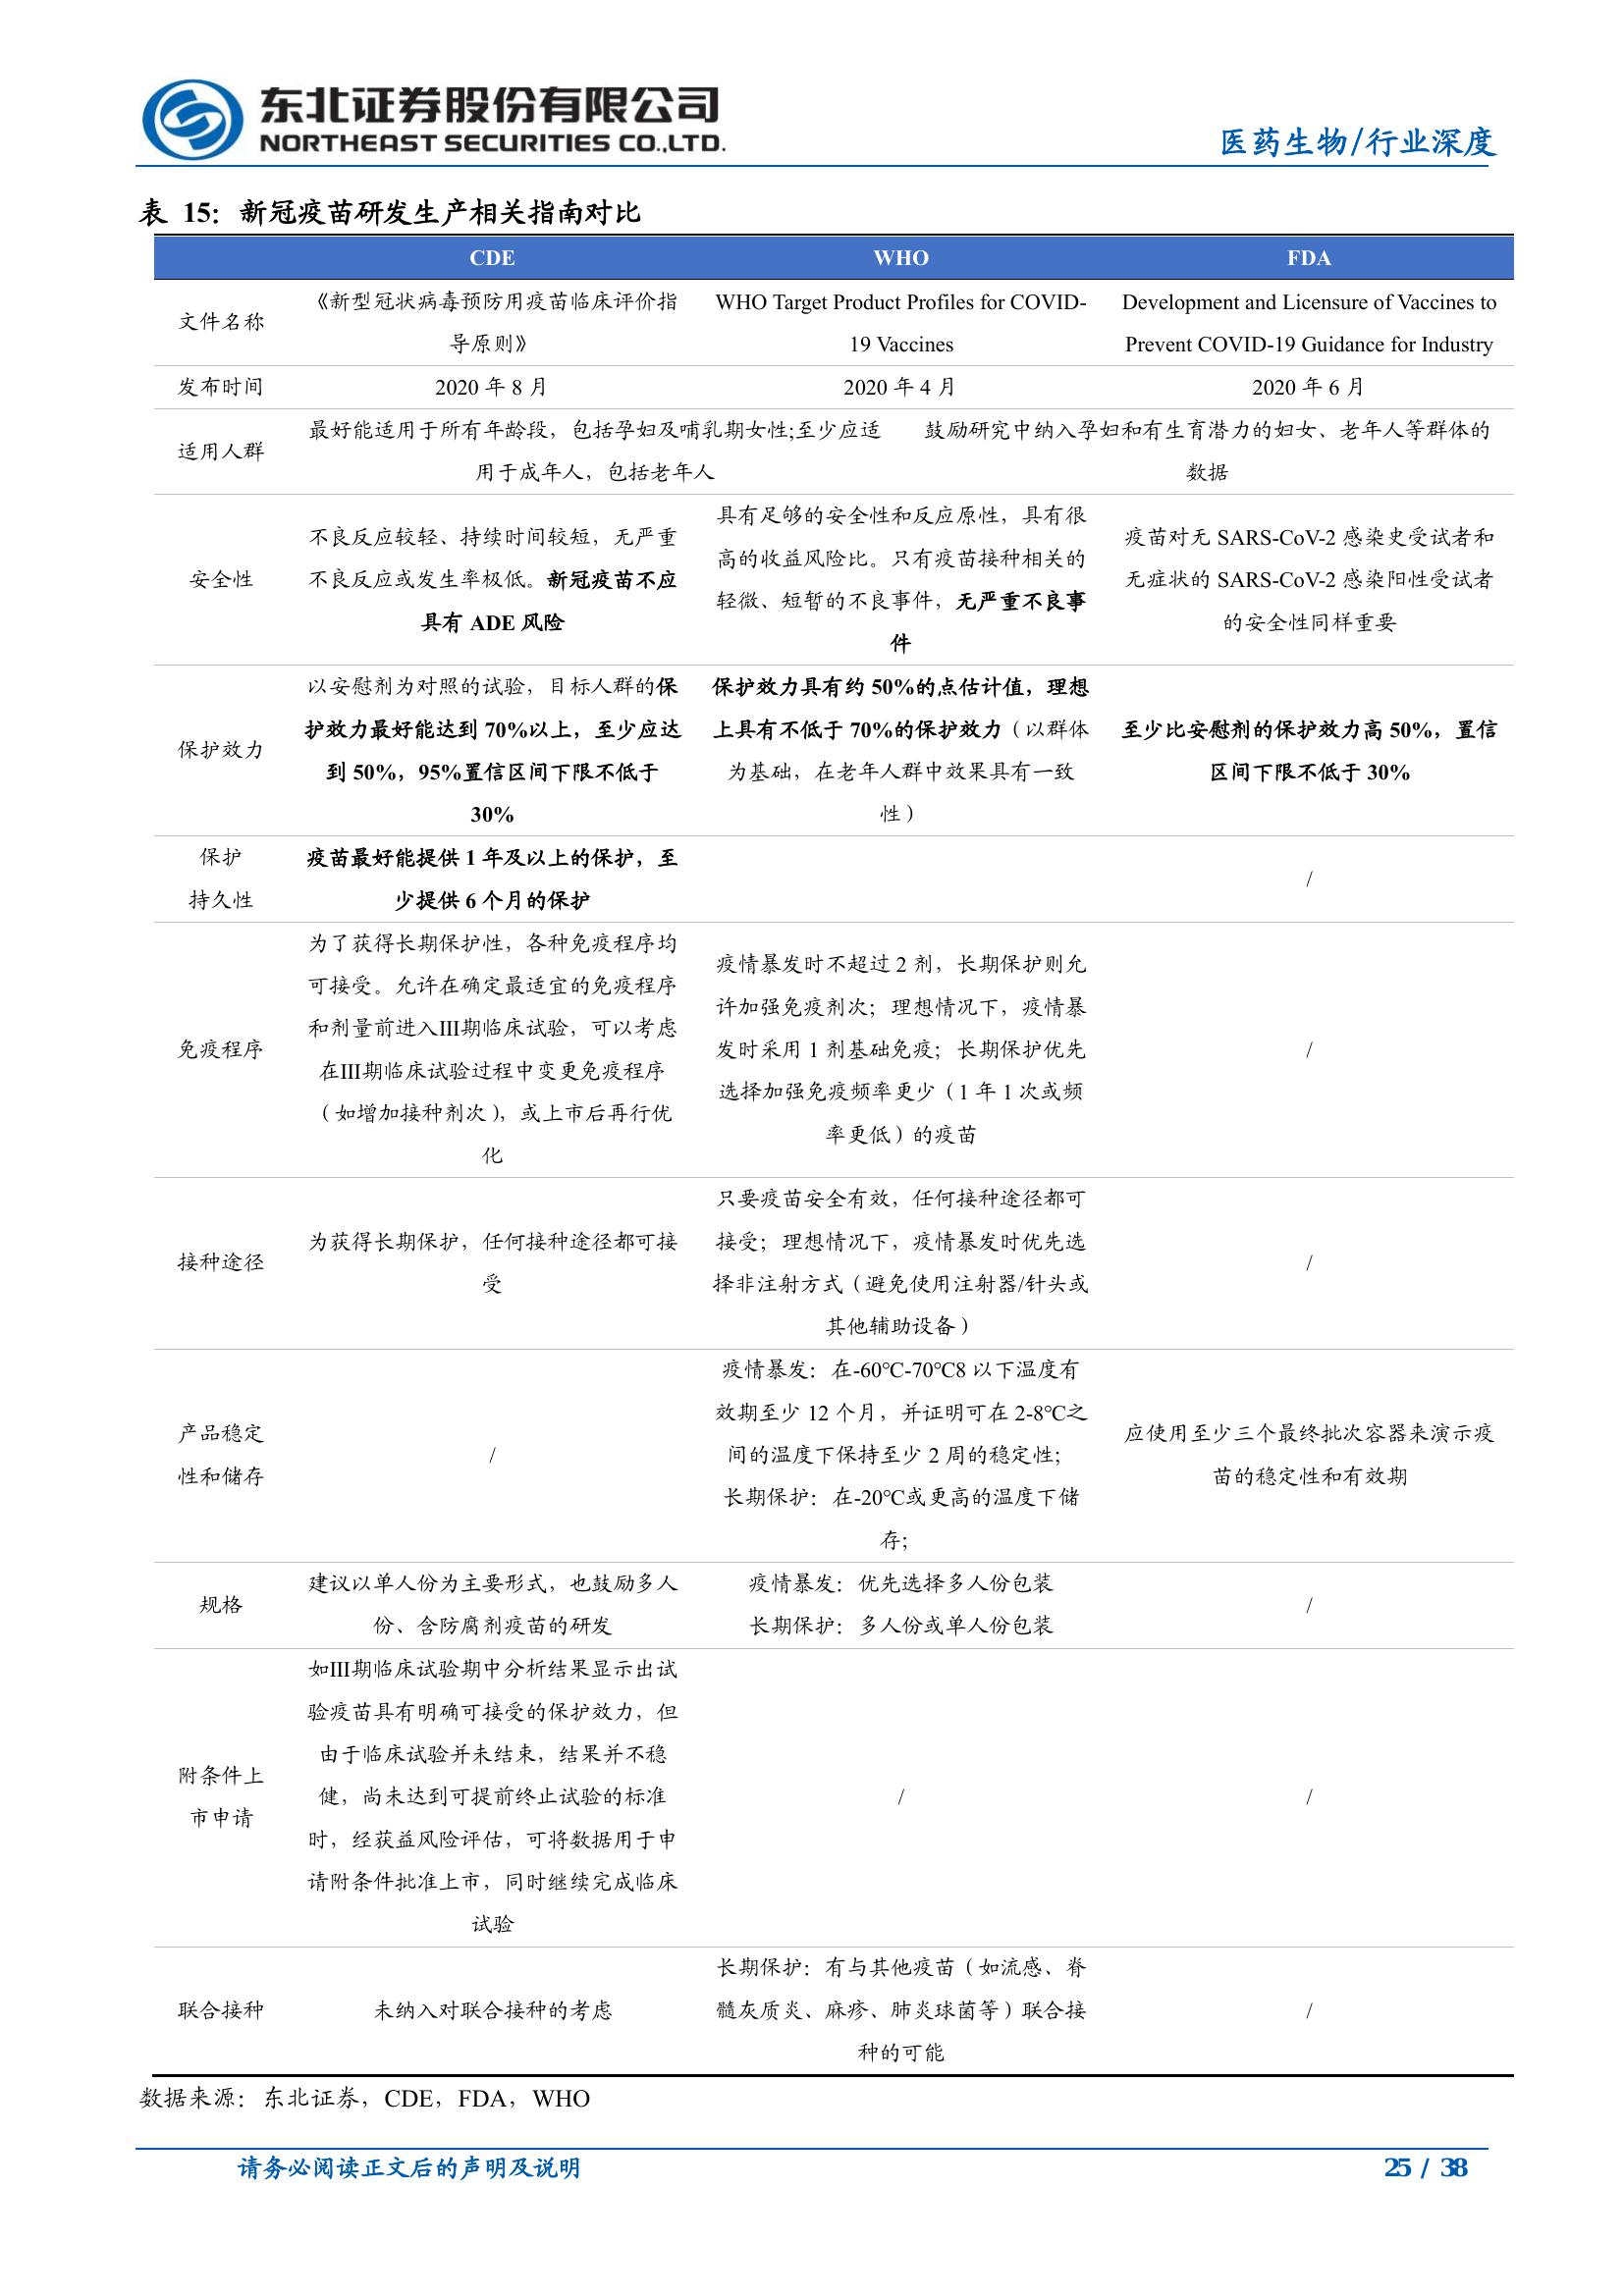 东北证券股份有限公司
NORTHEAST SECURITIES CO.,LTD.
医药生物/行业深度
表 15：新冠疫苗研发生产相关指南对比
CDE
WHO
FDA
文件名称
《新型冠状病毒预防用疫苗临床评价指
导原则》
WHO Target Product Profiles for COVID-
19 Vaccines
Development and Licensure of Vaccines to
Prevent COVID-19 Guidance for Industry
发布时间
2020 年 8 月
2020 年 4 月
2020 年 6 月
适用人群
最好能适用于所有年龄段，包括孕妇及哺乳期女性;至少应适
用于成年人，包括老年人
鼓励研究中纳入孕妇和有生育潜力的妇女、老年人等群体的
数据
安全性
不良反应较轻、持续时间较短，无严重
不良反应或发生率极低。新冠疫苗不应
具有 ADE 风险
具有足够的安全性和反应原性，具有很
高的收益风险比。只有疫苗接种相关的
轻微、短暂的不良事件，无严重不良事
件
疫苗对无 SARS-CoV-2 感染史受试者和
无症状的 SARS-CoV-2 感染阳性受试者
的安全性同样重要
保护效力
以安慰剂为对照的试验，目标人群的保
护效力最好能达到 70%以上，至少应达
到 50%，95%置信区间下限不低于
30%
保护效力具有约 50%的点估计值，理想
上具有不低于 70%的保护效力（以群体
为基础，在老年人群中效果具有一致
性）
至少比安慰剂的保护效力高 50%，置信
区间下限不低于 30%
保护
持久性
疫苗最好能提供 1 年及以上的保护，至
少提供 6 个月的保护
/
免疫程序
为了获得长期保护性，各种免疫程序均
可接受。允许在确定最适宜的免疫程序
和剂量前进入III期临床试验，可以考虑
在III期临床试验过程中变更免疫程序
（如增加接种剂次），或上市后再行优
化
疫情暴发时不超过 2 剂，长期保护则允
许加强免疫剂次；理想情况下，疫情暴
发时采用 1 剂基础免疫；长期保护优先
选择加强免疫频率更少（1 年 1 次或频
率更低）的疫苗
/
接种途径
为获得长期保护，任何接种途径都可接
受
只要疫苗安全有效，任何接种途径都可
接受；理想情况下，疫情暴发时优先选
择非注射方式（避免使用注射器/针头或
其他辅助设备）
/
产品稳定
性和储存
/
疫情暴发：在-60℃-70℃8 以下温度有
效期至少 12 个月，并证明可在 2-8℃之
间的温度下保持至少 2 周的稳定性；
长期保护：在-20℃或更高的温度下储
存；
应使用至少三个最终批次容器来演示疫
苗的稳定性和有效期
规格
建议以单人份为主要形式，也鼓励多人
份、含防腐剂疫苗的研发
疫情暴发：优先选择多人份包装
长期保护：多人份或单人份包装
/
附条件上
市申请
如III期临床试验期中分析结果显示出试
验疫苗具有明确可接受的保护效力，但
由于临床试验并未结束，结果并不稳
健，尚未达到可提前终止试验的标准
时，经获益风险评估，可将数据用于申
请附条件批准上市，同时继续完成临床
试验
/
/
联合接种
未纳入对联合接种的考虑
长期保护：有与其他疫苗（如流感、脊
髓灰质炎、麻疹、肺炎球菌等）联合接
种的可能
/
数据来源：东北证券，CDE，FDA，WHO
请务必阅读正文后的声明及说明
25 / 38